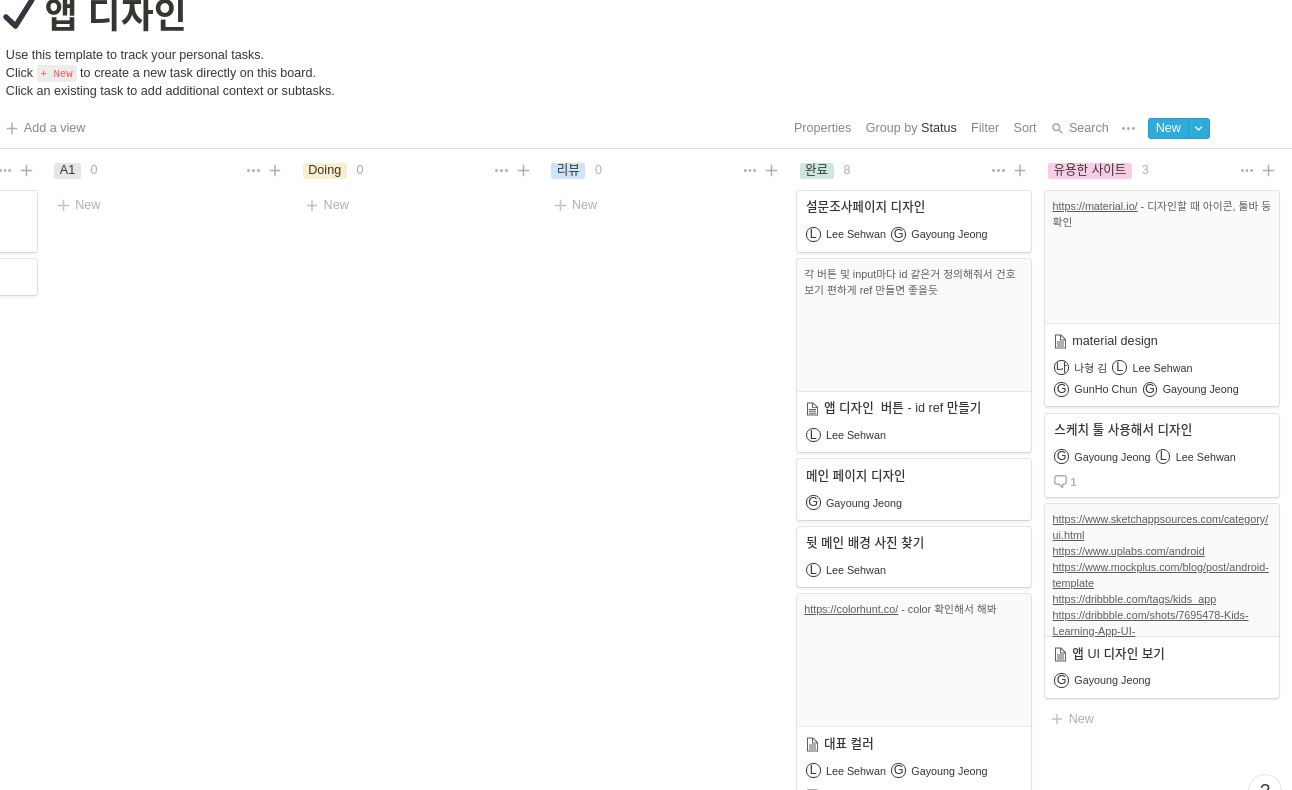 앱 디자인
Use this template to track your personal tasks.
Click + New to create a new task directly on this board.
Click an existing task to add additional context or subtasks.
+ Add a view
Properties Group by Status Filter Sort Search ••• New
••• + A1 0 ••• + Doing 0 ••• + 리뷰 0 ••• + 완료 8 ••• + 유용한 사이트 3 ••• +
+ New
+ New
+ New
설문조사페이지 디자인
L Lee Sehwan G Gayoung Jeong
각 버튼 및 input마다 id 같은거 정의해줘서 건호
보기 편하게 ref 만들면 좋을듯
앱 디자인 버튼 - id ref 만들기
L Lee Sehwan
메인 페이지 디자인
G Gayoung Jeong
뒷 메인 배경 사진 찾기
L Lee Sehwan
https://colorhunt.co/ - color 확인해서 해봐
대표 컬러
L Lee Sehwan G Gayoung Jeong
https://material.io/ - 디자인할 때 아이콘, 툴바 등
확인
material design
나 나형 김 L Lee Sehwan
G GunHo Chun G Gayoung Jeong
스케치 툴 사용해서 디자인
G Gayoung Jeong L Lee Sehwan
1
https://www.sketchappsources.com/category/
ui.html
https://www.uplabs.com/android
https://www.mockplus.com/blog/post/android-
template
https://dribbble.com/tags/kids_app
https://dribbble.com/shots/7695478-Kids-
Learning-App-UI-
앱 UI 디자인 보기
G Gayoung Jeong
+ New
?